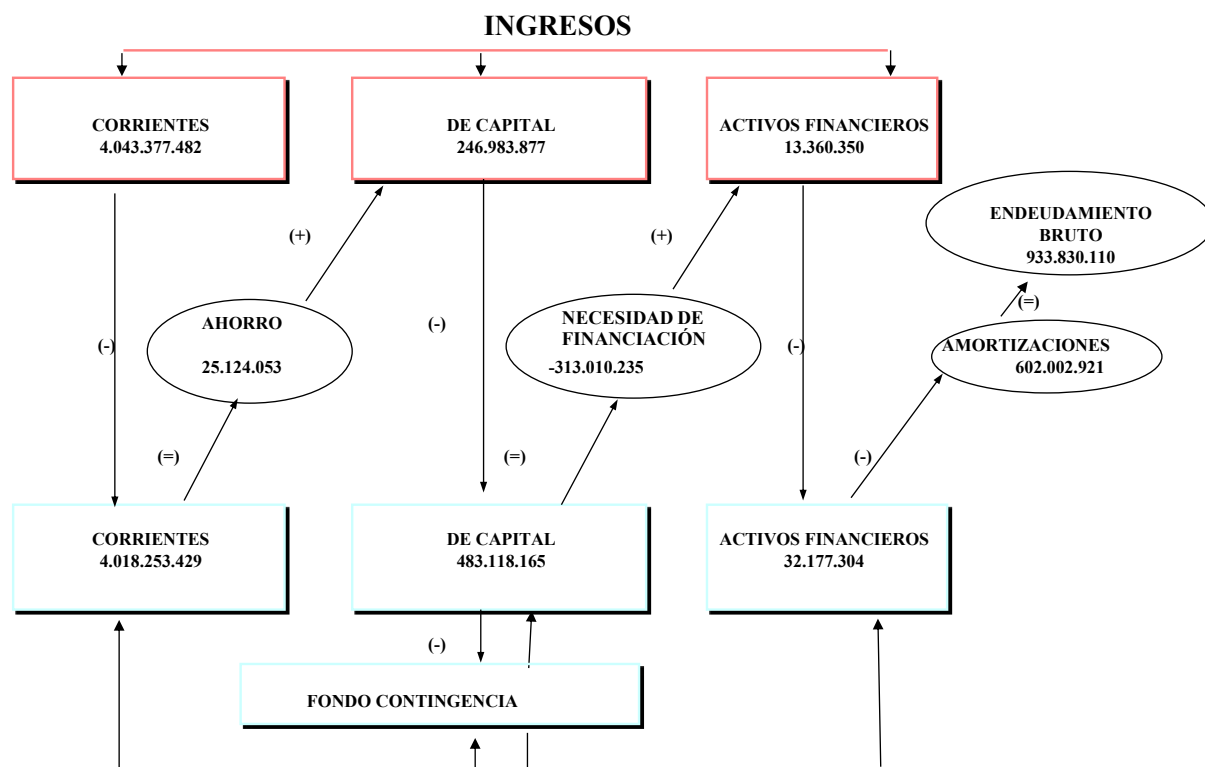 INGRESOS
CORRIENTES
4.043.377.482
DE CAPITAL
246.983.877
ACTIVOS FINANCIEROS
13.360.350
ENDEUDAMIENTO
BRUTO
933.830.110
(+)
(+)
(=)
AHORRO
25.124.053
NECESIDAD DE
FINANCIACIÓN
-313.010.235
AMORTIZACIONES
602.002.921
(-)
(-)
(-)
(=)
(=)
(-)
CORRIENTES
4.018.253.429
DE CAPITAL
483.118.165
ACTIVOS FINANCIEROS
32.177.304
(-)
FONDO CONTINGENCIA